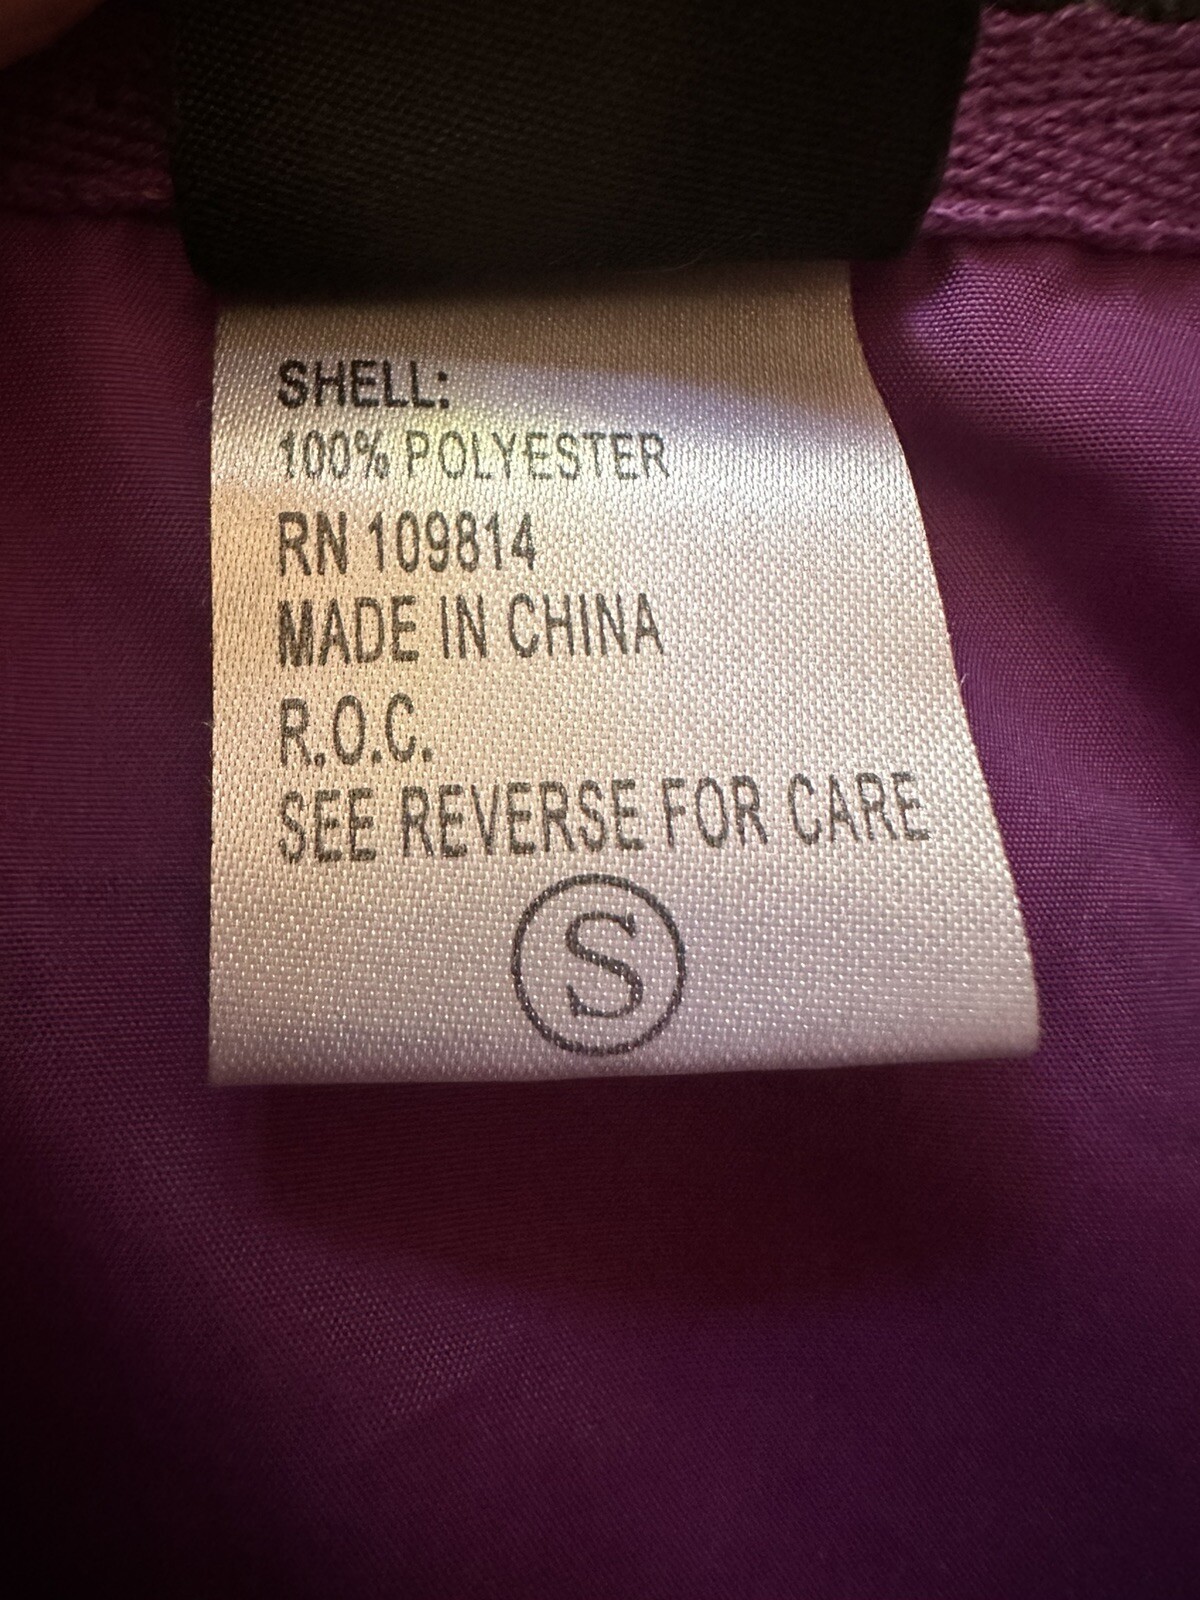 SHELL:
100% POLYESTER
RN 109814
MADE IN CHINA
R.O.C.
SEE REVERSE FOR CARE
S